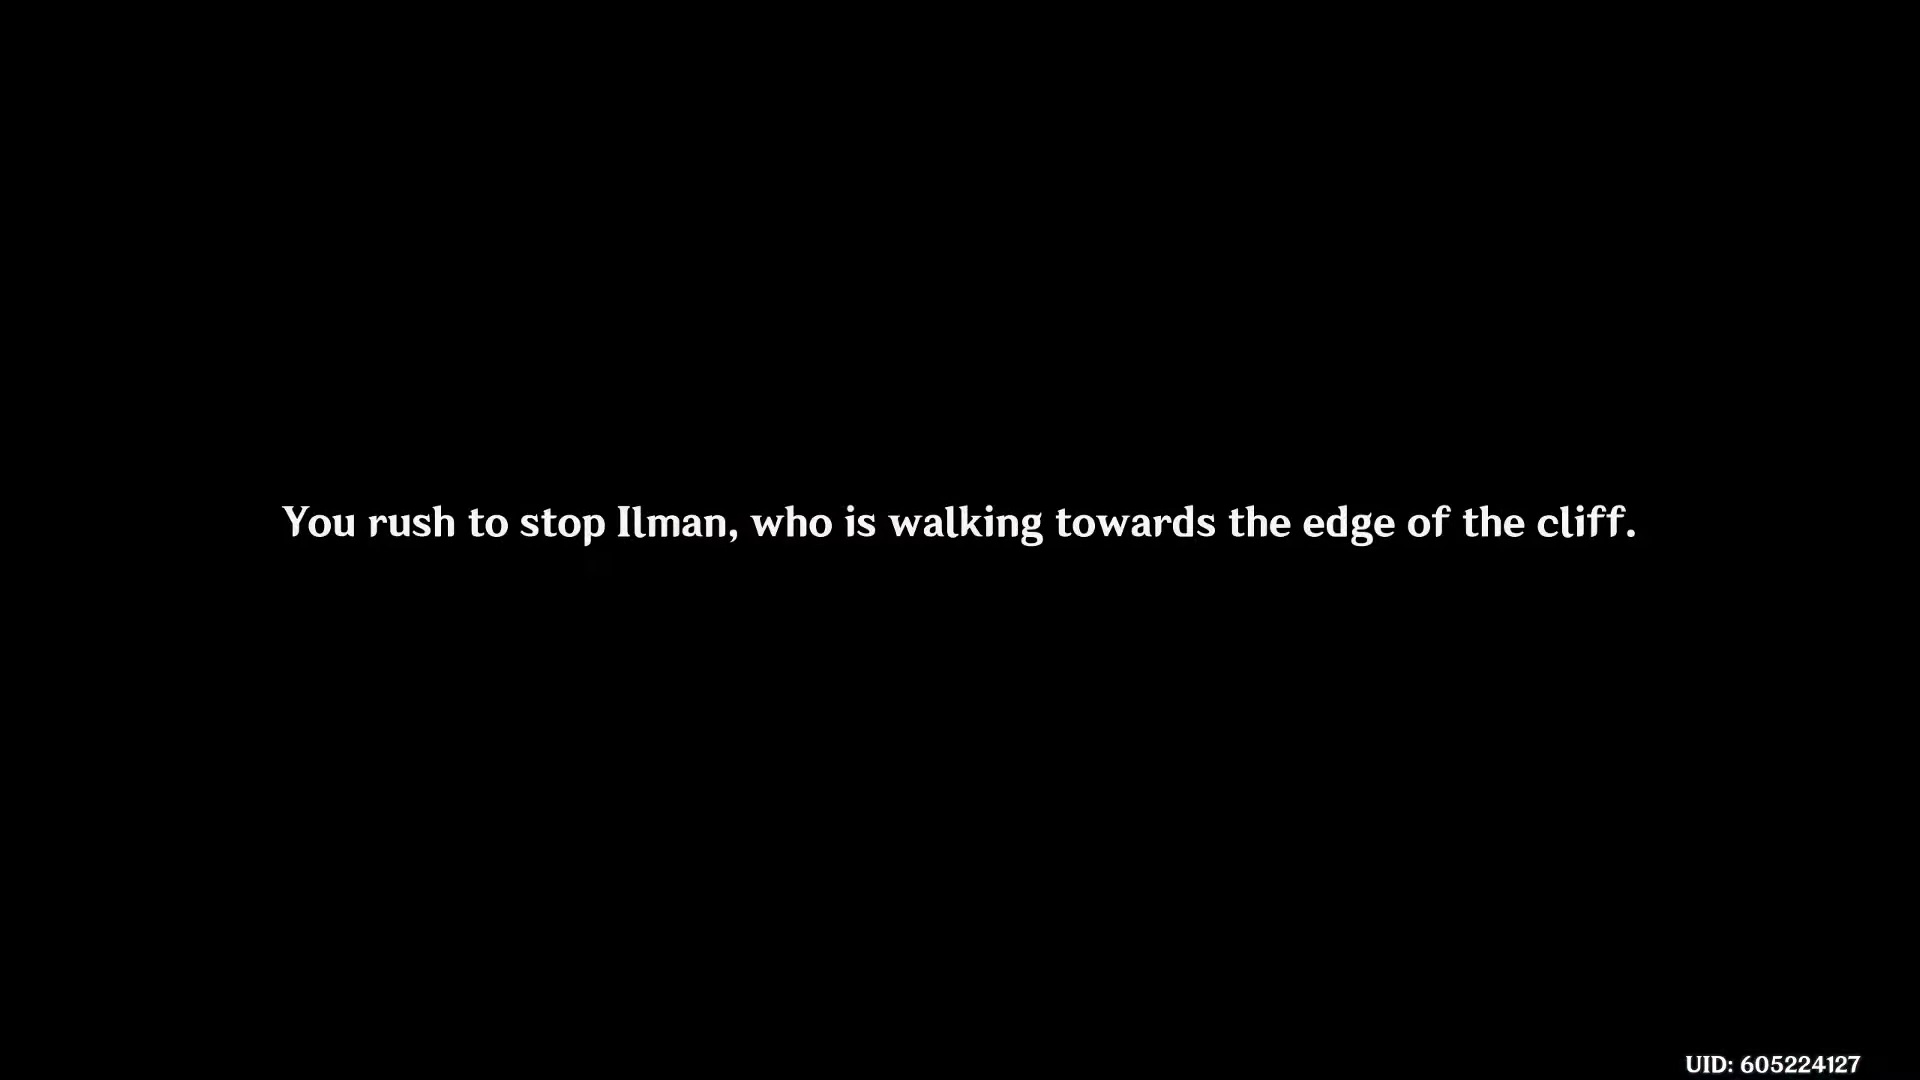 You rush to stop Ilman, who is walking towards the edge of the cliff.
UID: 605224127